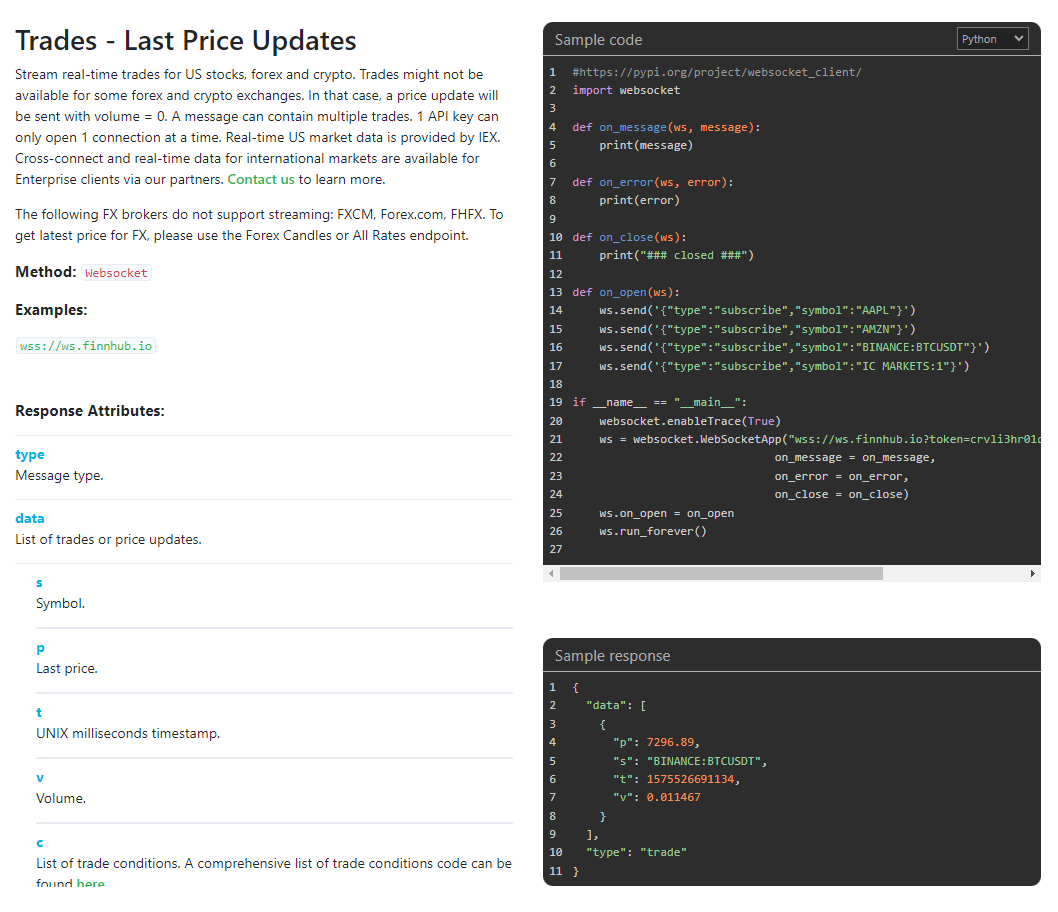 Trades - Last Price Updates
Stream real-time trades for US stocks, forex and crypto. Trades might not be
available for some forex and crypto exchanges. In that case, a price update will
be sent with volume = 0. A message can contain multiple trades. 1 API key can
only open 1 connection at a time. Real-time US market data is provided by IEX.
Cross-connect and real-time data for international markets are available for
Enterprise clients via our partners. Contact us to learn more.
The following FX brokers do not support streaming: FXCM, Forex.com, FHFX. To
get latest price for FX, please use the Forex Candles or All Rates endpoint.
Method: Websocket
Examples:
wss://ws.finnhub.io
Response Attributes:
type
Message type.
data
List of trades or price updates.
s
Symbol.
p
Last price.
t
UNIX milliseconds timestamp.
v
Volume.
c
List of trade conditions. A comprehensive list of trade conditions code can be
found here
Sample code
Python
1 #https://pypi.org/project/websocket_client/
2 import websocket
3
4 def on_message(ws, message):
5     print(message)
6
7 def on_error(ws, error):
8     print(error)
9
10 def on_close(ws):
11     print("### closed ###")
12
13 def on_open(ws):
14     ws.send('{"type":"subscribe","symbol":"AAPL"}')
15     ws.send('{"type":"subscribe","symbol":"AMZN"}')
16     ws.send('{"type":"subscribe","symbol":"BINANCE:BTCUSDT"}')
17     ws.send('{"type":"subscribe","symbol":"IC MARKETS:1"}')
18
19 if __name__ == "__main__":
20     websocket.enableTrace(True)
21     ws = websocket.WebSocketApp("wss://ws.finnhub.io?token=crvli3hr01
22                               on_message = on_message,
23                               on_error = on_error,
24                               on_close = on_close)
25     ws.on_open = on_open
26     ws.run_forever()
27
Sample response
1 {
2   "data": [
3     {
4       "p": 7296.89,
5       "s": "BINANCE:BTCUSDT",
6       "t": 1575526691134,
7       "v": 0.011467
8     }
9   ],
10   "type": "trade"
11 }